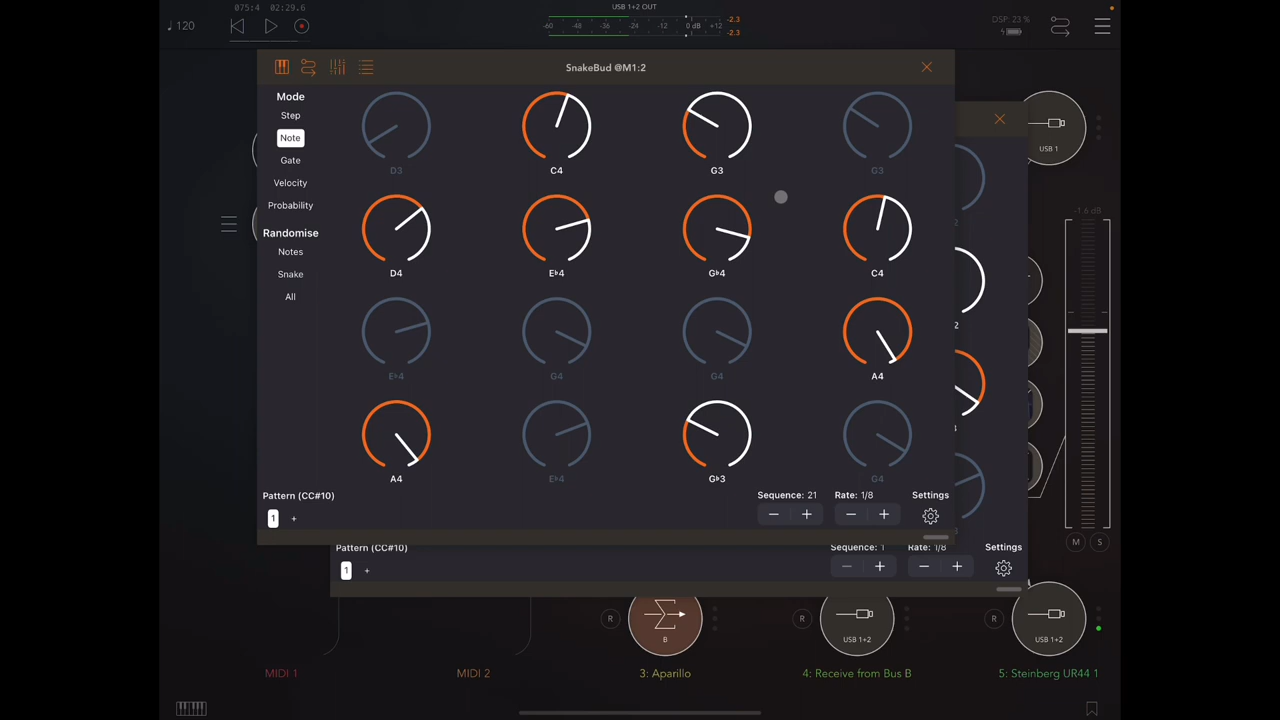 075:4 02:29.6
USB 1+2 OUT
♩120
-60 -48 -36 -24 -12 0 dB +12
-2.3
-2.3
DSP: 23 %
SnakeBud @M1:2
Mode
Step
Note
Gate
Velocity
Probability
Randomise
Notes
Snake
All
D3 C4 G3 G3
D4 E♭4 G♭4 C4
E♭4 G4 G4 A4
A4 E♭4 G♭3 G4
USB 1
-1.6 dB
2
2
Pattern (CC#10)
1 +
Sequence: 21
− +
Rate: 1/8
− +
Settings
Pattern (CC#10)
1 +
Sequence: 1
− +
Rate: 1/8
− +
Settings
M S
R B
R USB 1+2
R USB 1+2
MIDI 1
MIDI 2
3: Aparillo
4: Receive from Bus B
5: Steinberg UR44 1